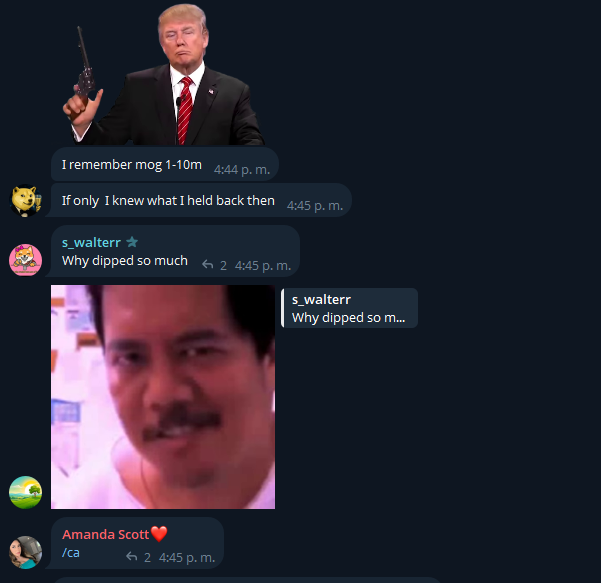 I remember mog 1-10m 4:44 p. m.
If only I knew what I held back then 4:45 p. m.
s_walterr
Why dipped so much 2 4:45 p. m.
s_walterr
Why dipped so m...
Amanda Scott❤️
/ca 2 4:45 p. m.